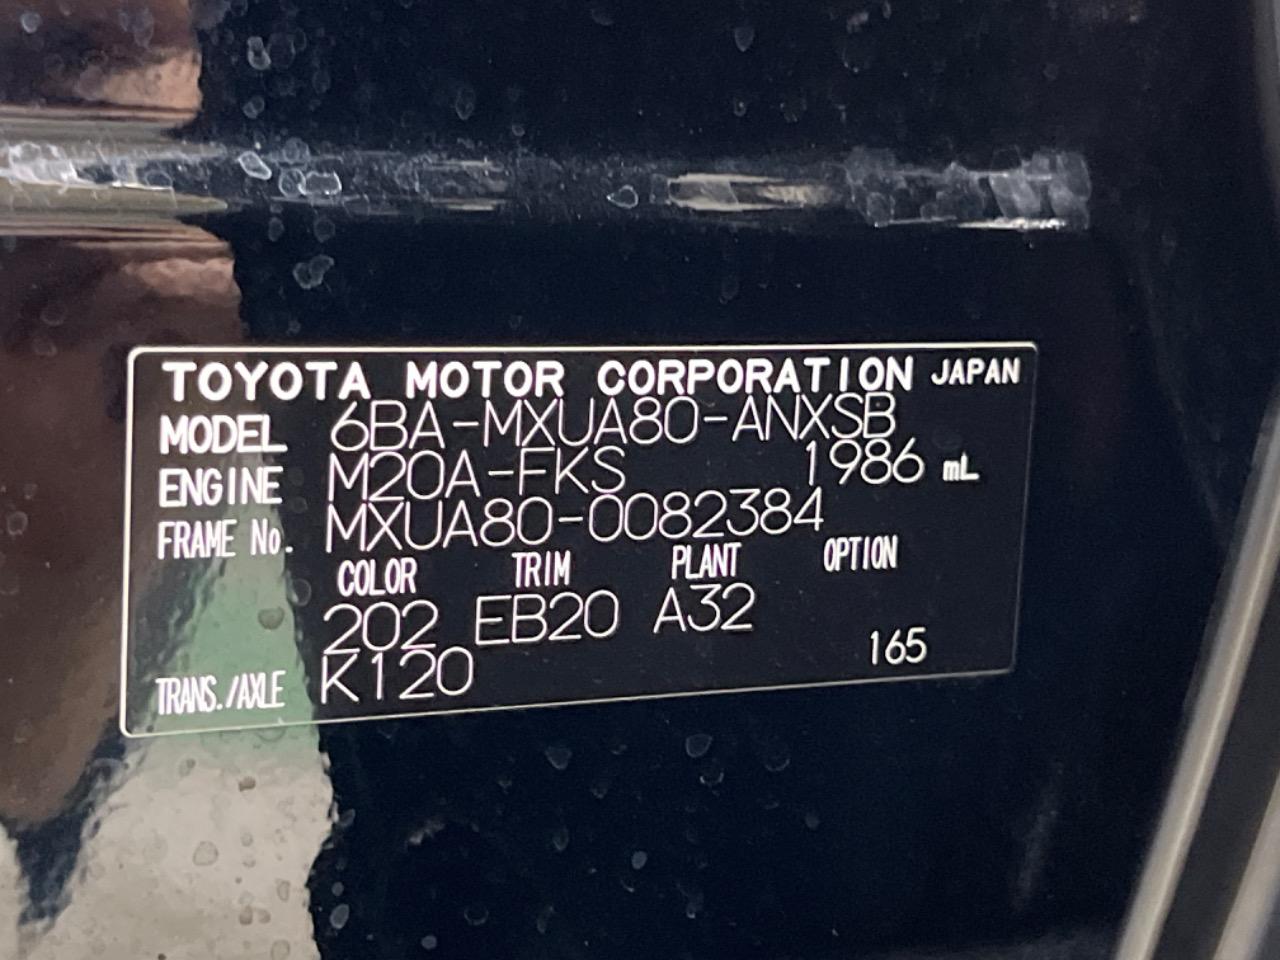 TOYOTA MOTOR CORPORATION JAPAN
MODEL 6BA-MXUA80-ANXSB
ENGINE M20A-FKS 1986 mL
FRAME No. MXUA80-0082384
COLOR TRIM PLANT OPTION
202 EB20 A32
TRANS./AXLE K120 165